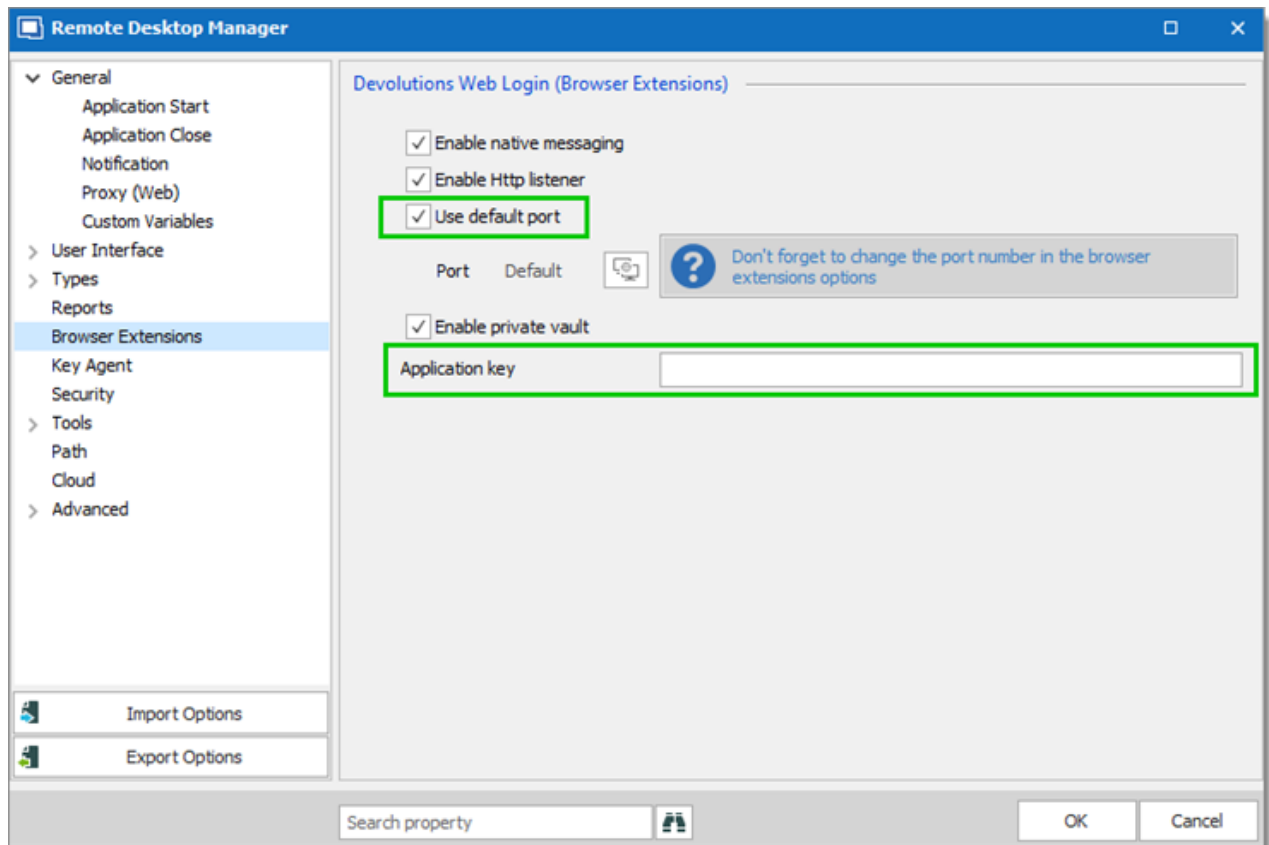 Remote Desktop Manager
General
Application Start
Application Close
Notification
Proxy (Web)
Custom Variables
User Interface
Types
Reports
Browser Extensions
Key Agent
Security
Tools
Path
Cloud
Advanced
Import Options
Export Options
Devolutions Web Login (Browser Extensions)
Enable native messaging
Enable Http listener
Use default port
Port Default
Don't forget to change the port number in the browser
extensions options
Enable private vault
Application key
Search property
OK Cancel